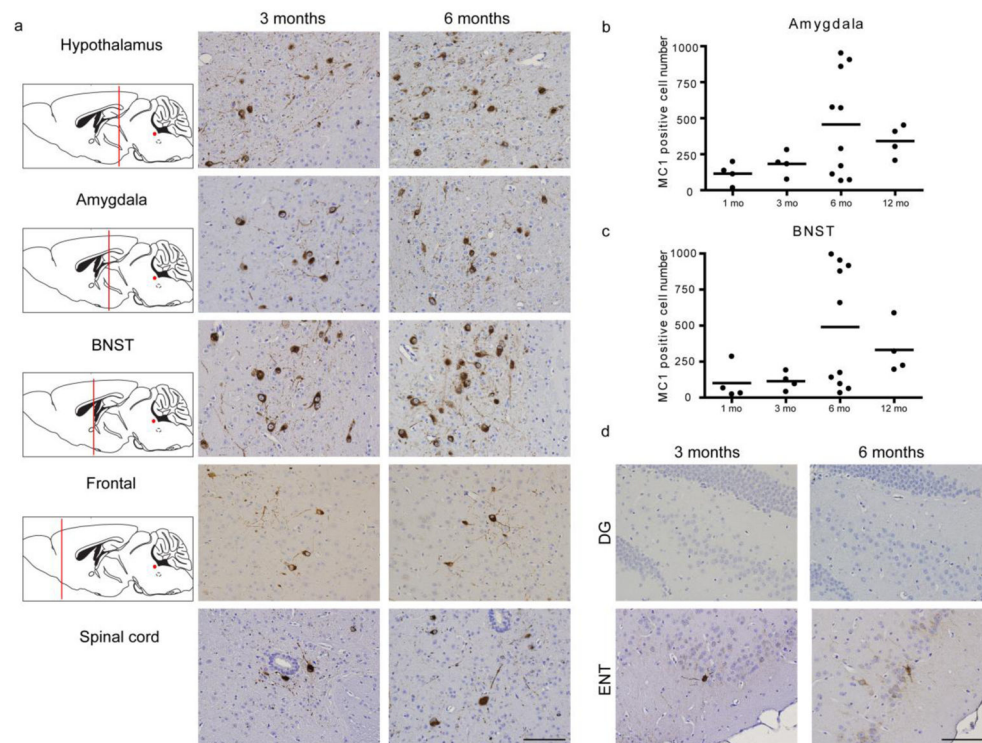 a
3 months
6 months
Hypothalamus
Amygdala
BNST
Frontal
Spinal cord
b
Amygdala
MC1 positive cell number
1000
750
500
250
0
1 mo
3 mo
6 mo
12 mo
c
BNST
MC1 positive cell number
1000
750
500
250
0
1 mo
3 mo
6 mo
12 mo
d
3 months
6 months
DG
ENT